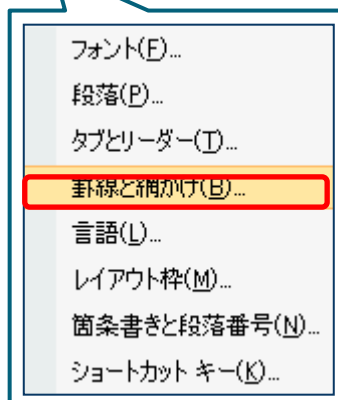 フォント(F)...
段落(P)...
タブとリーダー(T)...
罫線と網かけ(B)...
言語(L)...
レイアウト枠(M)...
箇条書きと段落番号(N)...
ショートカット キー(K)...